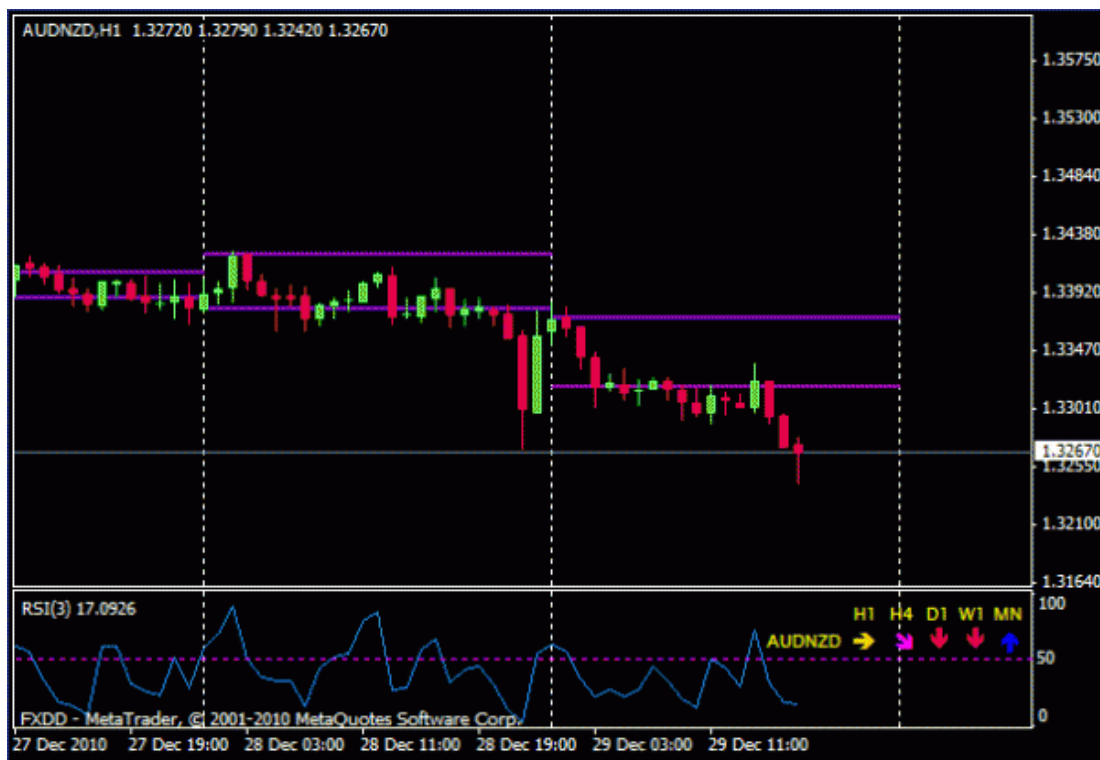 AUDNZD,H1 1.32720 1.32790 1.32420 1.32670
1.35750
1.35300
1.34840
1.34380
1.33920
1.33470
1.33010
1.32670
1.32550
1.32100
1.31640
RSI(3) 17.0926
100
H1 H4 D1 W1 MN
AUDNZD
50
FXDD - MetaTrader, © 2001-2010 MetaQuotes Software Corp.
0
27 Dec 2010 27 Dec 19:00 28 Dec 03:00 28 Dec 11:00 28 Dec 19:00 29 Dec 03:00 29 Dec 11:00